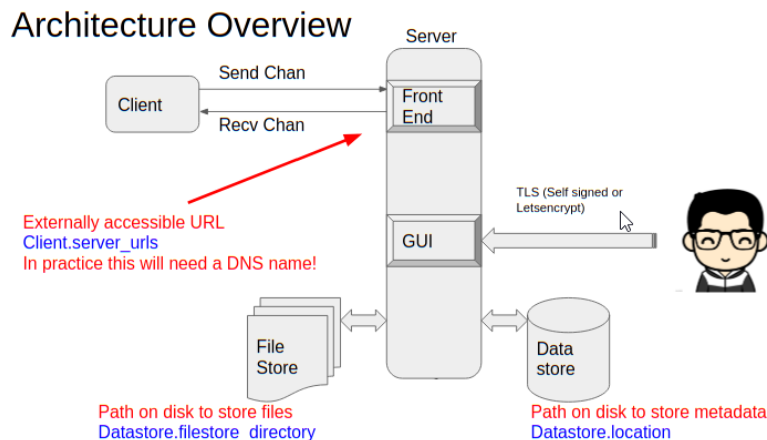 Architecture Overview
Server
Send Chan
Client
Front
End
Recv Chan
TLS (Self signed or
Letsencrypt)
Externally accessible URL
Client.server_urls
In practice this will need a DNS name!
GUI
File
Store
Data
store
Path on disk to store files
Datastore.filestore_directory
Path on disk to store metadata
Datastore.location